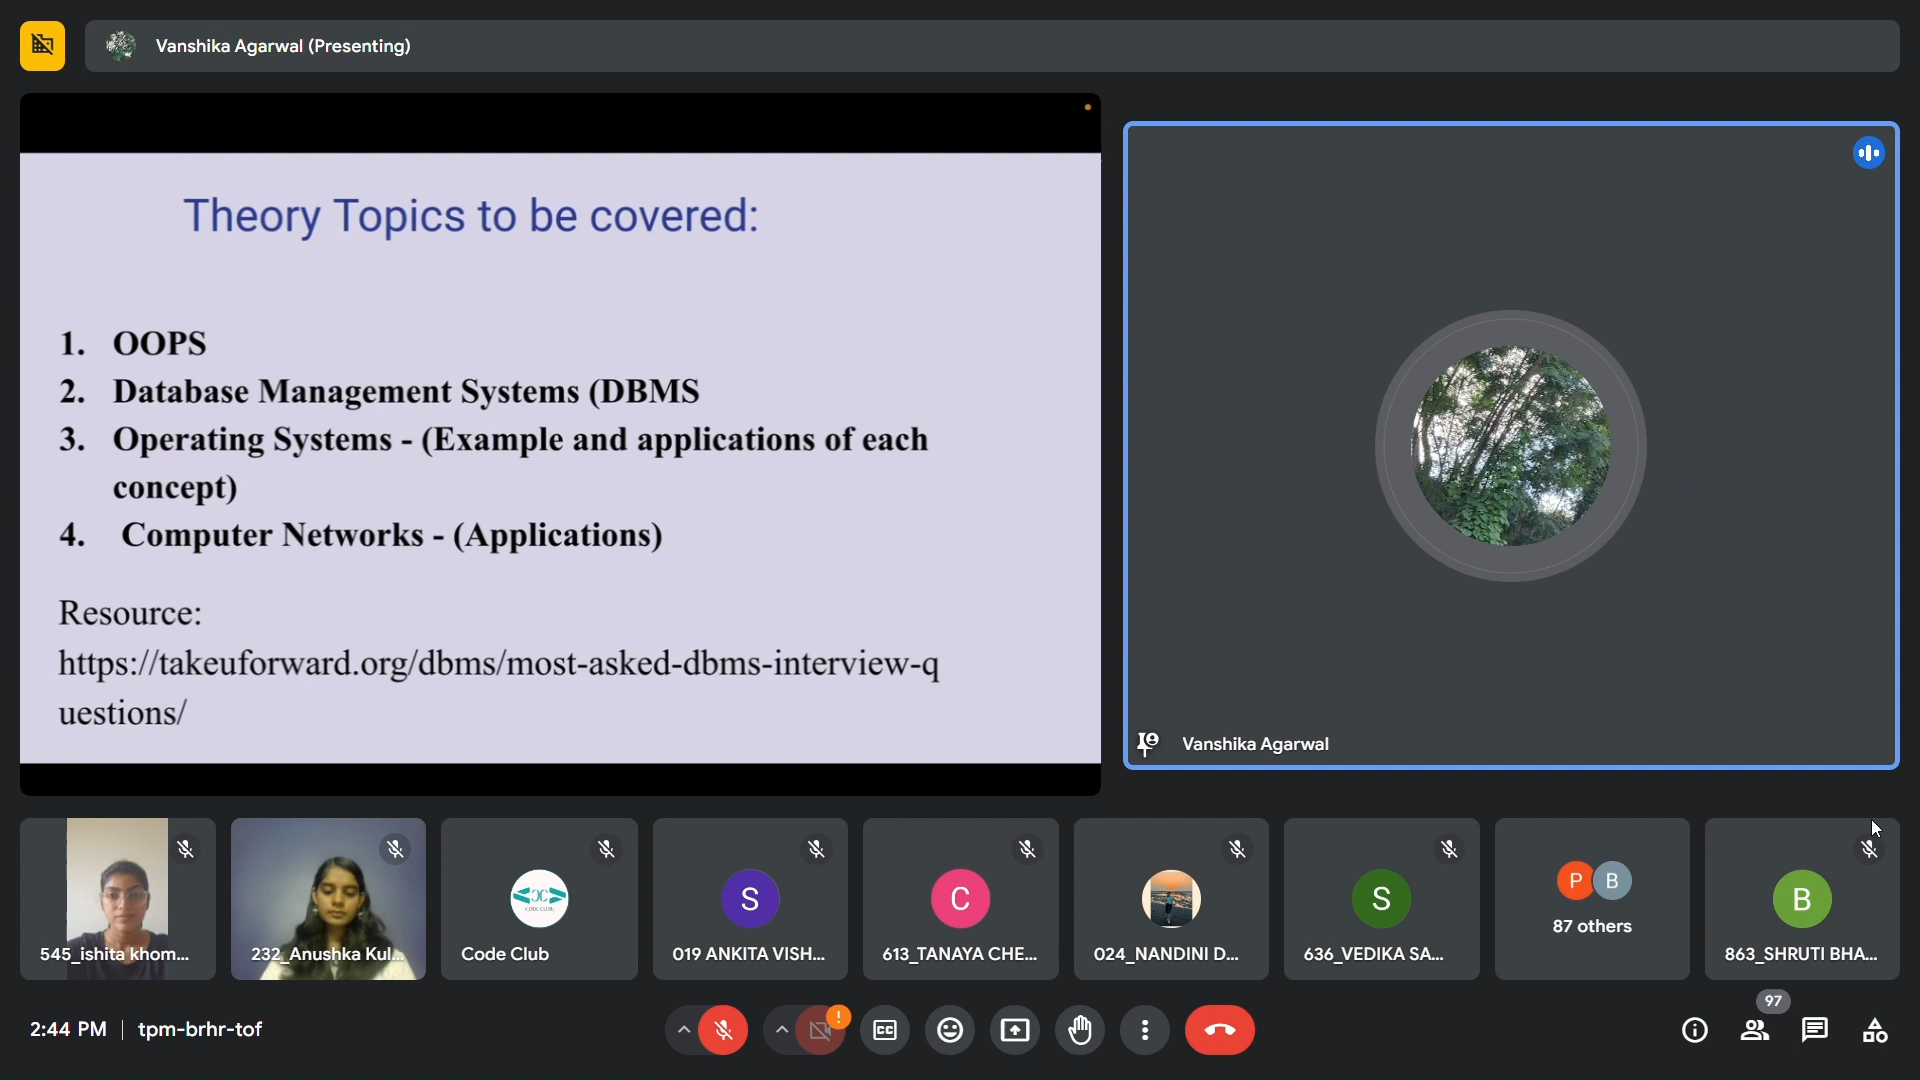 Vanshika Agarwal (Presenting)
Theory Topics to be covered:
1. OOPS
2. Database Management Systems (DBMS
3. Operating Systems - (Example and applications of each
concept)
4. Computer Networks - (Applications)
Resource:
https://takeuforward.org/dbms/most-asked-dbms-interview-q
uestions/
Vanshika Agarwal
545_ishita khom...
232_Anushka Kul...
CODE CLUB
Code Club
S
019 ANKITA VISH...
C
613_TANAYA CHE...
024_NANDINI D...
S
636_VEDIKA SA...
P B
87 others
B
863_SHRUTI BHA...
2:44 PM | tpm-brhr-tof
!
CC
97